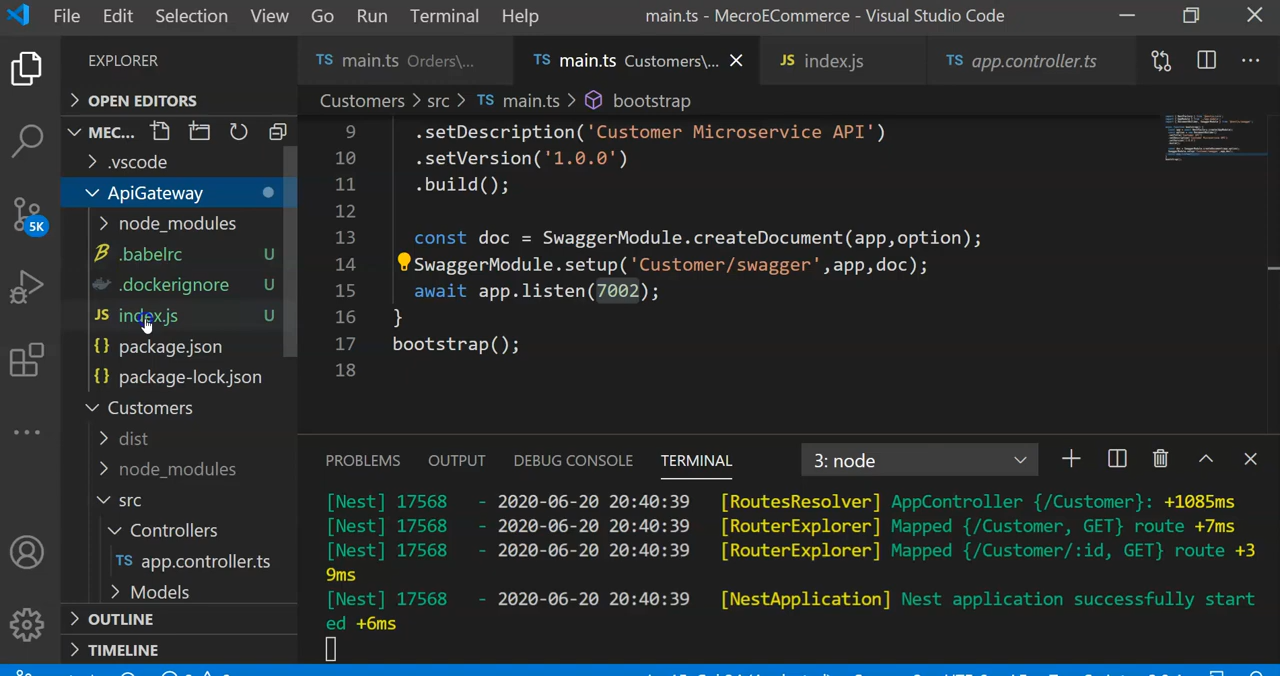 File Edit Selection View Go Run Terminal Help main.ts - MecroECommerce - Visual Studio Code
EXPLORER
OPEN EDITORS
MEC...
.vscode
ApiGateway
node_modules
.babelrc U
.dockerignore U
JS index.js U
{} package.json
{} package-lock.json
Customers
dist
node_modules
src
Controllers
TS app.controller.ts
Models
OUTLINE
TIMELINE
5K
TS main.ts Orders\... TS main.ts Customers\... JS index.js TS app.controller.ts
Customers > src > TS main.ts > bootstrap
9 .setDescription('Customer Microservice API')
10 .setVersion('1.0.0')
11 .build();
12
13 const doc = SwaggerModule.createDocument(app,option);
14 SwaggerModule.setup('Customer/swagger',app,doc);
15 await app.listen(7002);
16 }
17 bootstrap();
18
PROBLEMS OUTPUT DEBUG CONSOLE TERMINAL 3: node
[Nest] 17568 - 2020-06-20 20:40:39 [RoutesResolver] AppController {/Customer}: +1085ms
[Nest] 17568 - 2020-06-20 20:40:39 [RouterExplorer] Mapped {/Customer, GET} route +7ms
[Nest] 17568 - 2020-06-20 20:40:39 [RouterExplorer] Mapped {/Customer/:id, GET} route +3
9ms
[Nest] 17568 - 2020-06-20 20:40:39 [NestApplication] Nest application successfully start
ed +6ms